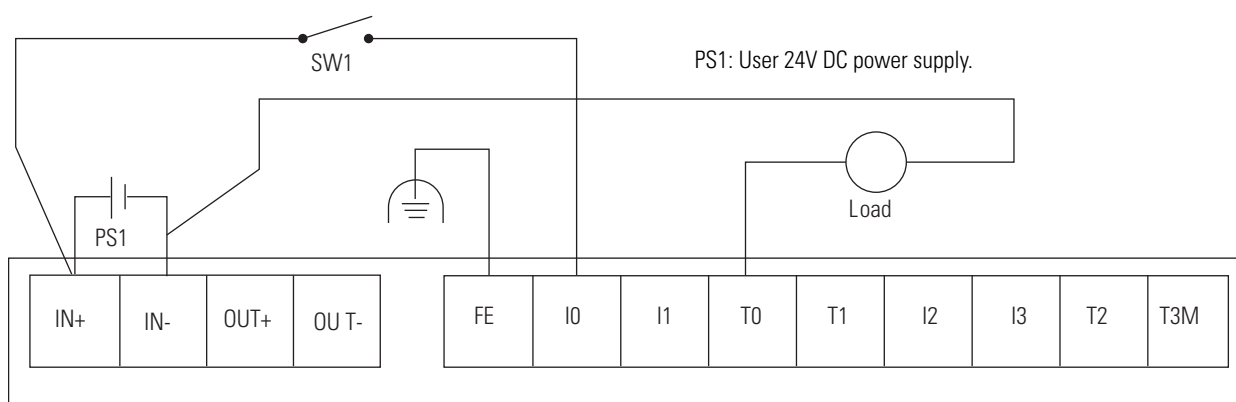 SW1
PS1: User 24V DC power supply.
Load
PS1
IN+ IN- OUT+ OU T- FE I0 I1 T0 T1 I2 I3 T2 T3M